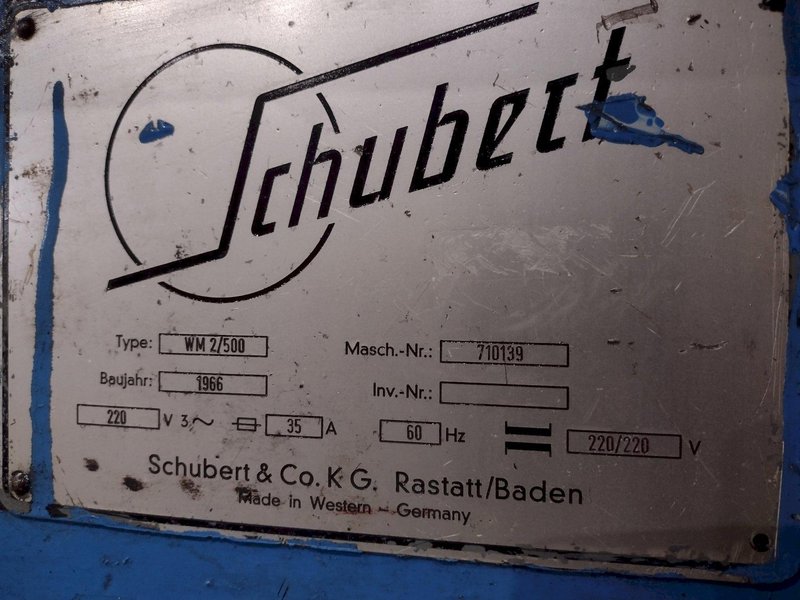 Schubert
Type: WM 2/500 Masch.-Nr.: 710139
Baujahr: 1966 Inv.-Nr.:
220 V 3~ 35 A 60 Hz 220/220 V
Schubert & Co. K G. Rastatt/Baden
Made in Western - Germany